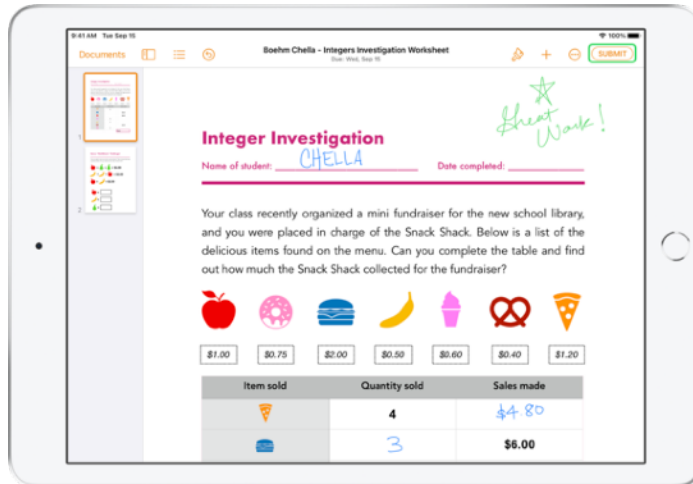 9:41 AM Tue Sep 15
100%
Documents
Boehm Chella - Integers Investigation Worksheet
Due: Wed, Sep 16
SUBMIT
Great
Work!
Integer Investigation
Name of student: CHELLA Date completed:
Your class recently organized a mini fundraiser for the new school library,
and you were placed in charge of the Snack Shack. Below is a list of the
delicious items found on the menu. Can you complete the table and find
out how much the Snack Shack collected for the fundraiser?
$1.00 $0.75 $2.00 $0.50 $0.60 $0.40 $1.20
Item sold Quantity sold Sales made
4 $4.80
3 $6.00
1
2